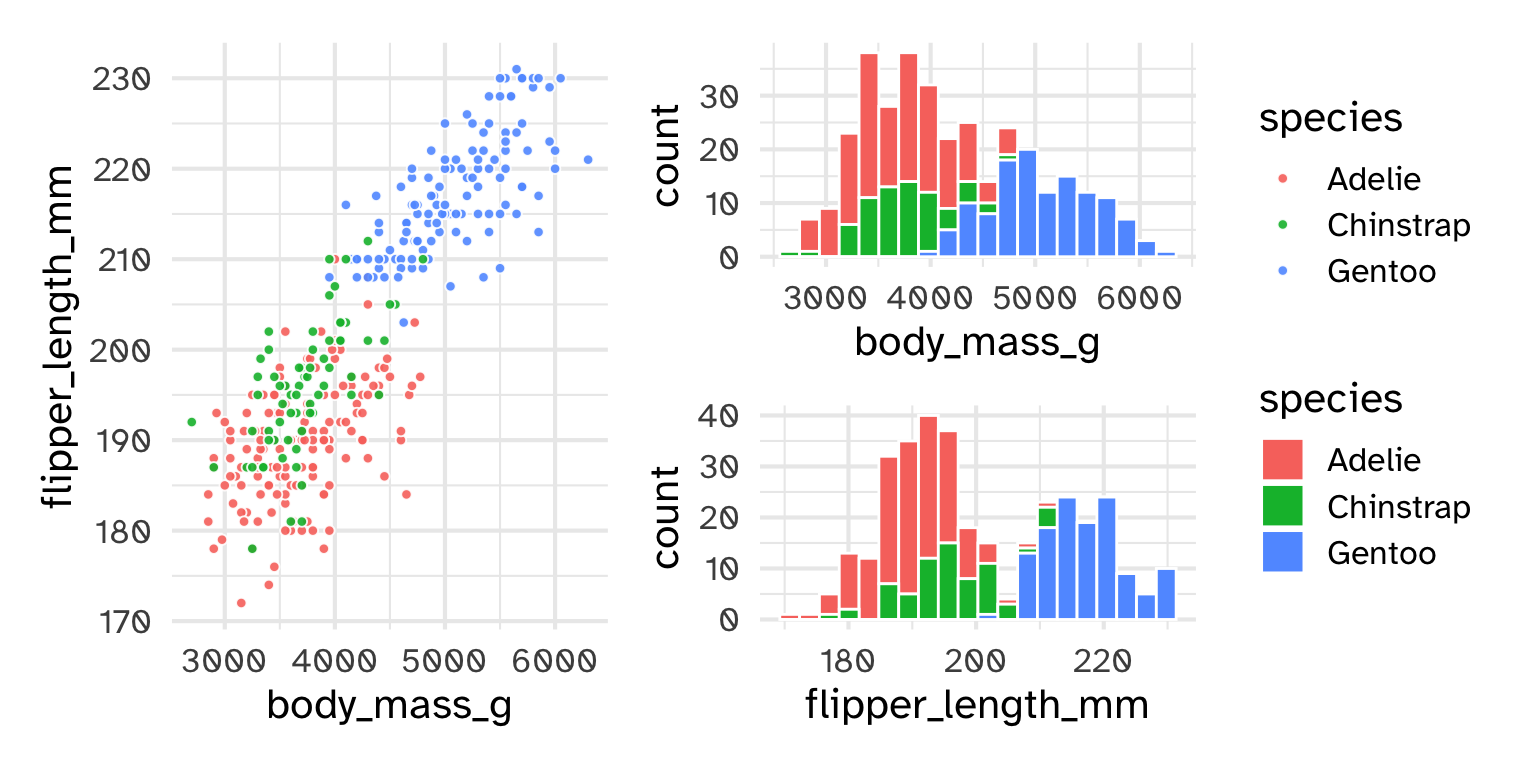 230
220
210
200
190
180
170
flipper_length_mm
3000 4000 5000 6000
body_mass_g
30
20
10
0
count
3000 4000 5000 6000
body_mass_g
40
30
20
10
0
count
180 200 220
flipper_length_mm
species
Adelie
Chinstrap
Gentoo
species
Adelie
Chinstrap
Gentoo